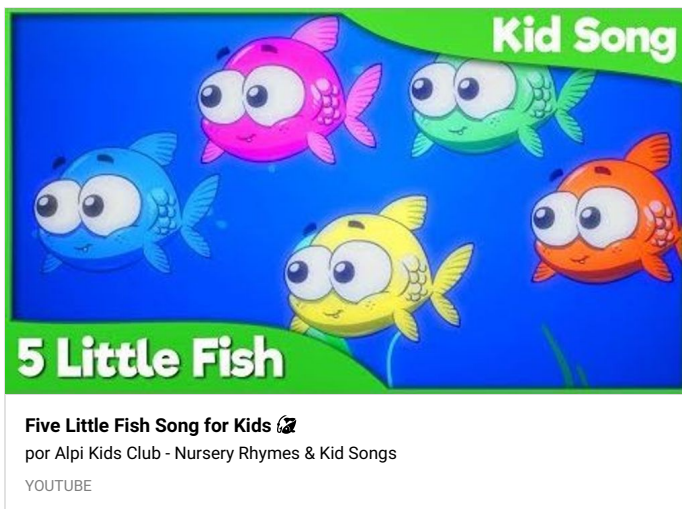 Kid Song
5 Little Fish
Five Little Fish Song for Kids
por Alpi Kids Club - Nursery Rhymes & Kid Songs
YOUTUBE